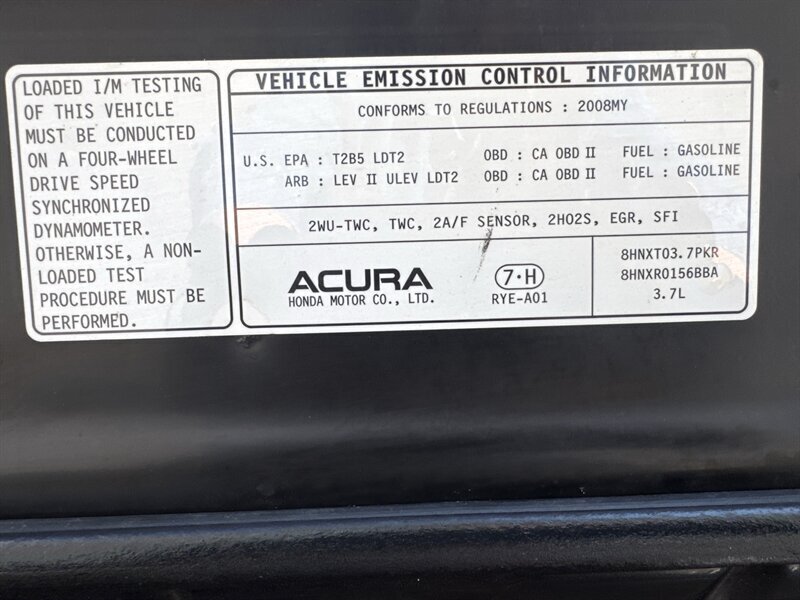 LOADED I/M TESTING
OF THIS VEHICLE
MUST BE CONDUCTED
ON A FOUR-WHEEL
DRIVE SPEED
SYNCHRONIZED
DYNAMOMETER.
OTHERWISE, A NON-
LOADED TEST
PROCEDURE MUST BE
PERFORMED.
VEHICLE EMISSION CONTROL INFORMATION
CONFORMS TO REGULATIONS : 2008MY
U.S. EPA : T2B5 LDT2 OBD : CA OBD II FUEL : GASOLINE
ARB : LEV II ULEV LDT2 OBD : CA OBD II FUEL : GASOLINE
2WU-TWC, TWC, 2A/F SENSOR, 2HO2S, EGR, SFI
ACURA
HONDA MOTOR CO., LTD.
7·H
RYE-A01
8HNXT03.7PKR
8HNXR0156BBA
3.7L